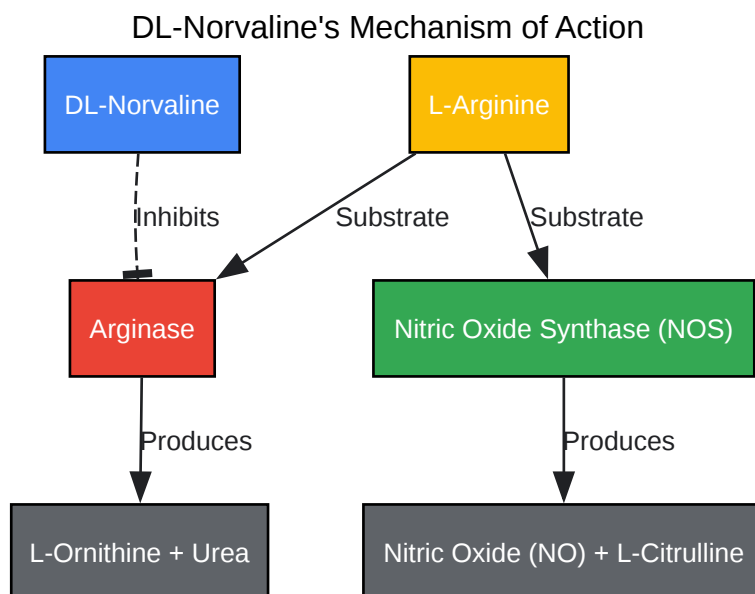 DL-Norvaline's Mechanism of Action
DL-Norvaline
L-Arginine
Inhibits
Substrate
Substrate
Arginase
Nitric Oxide Synthase (NOS)
Produces
Produces
L-Ornithine + Urea
Nitric Oxide (NO) + L-Citrulline